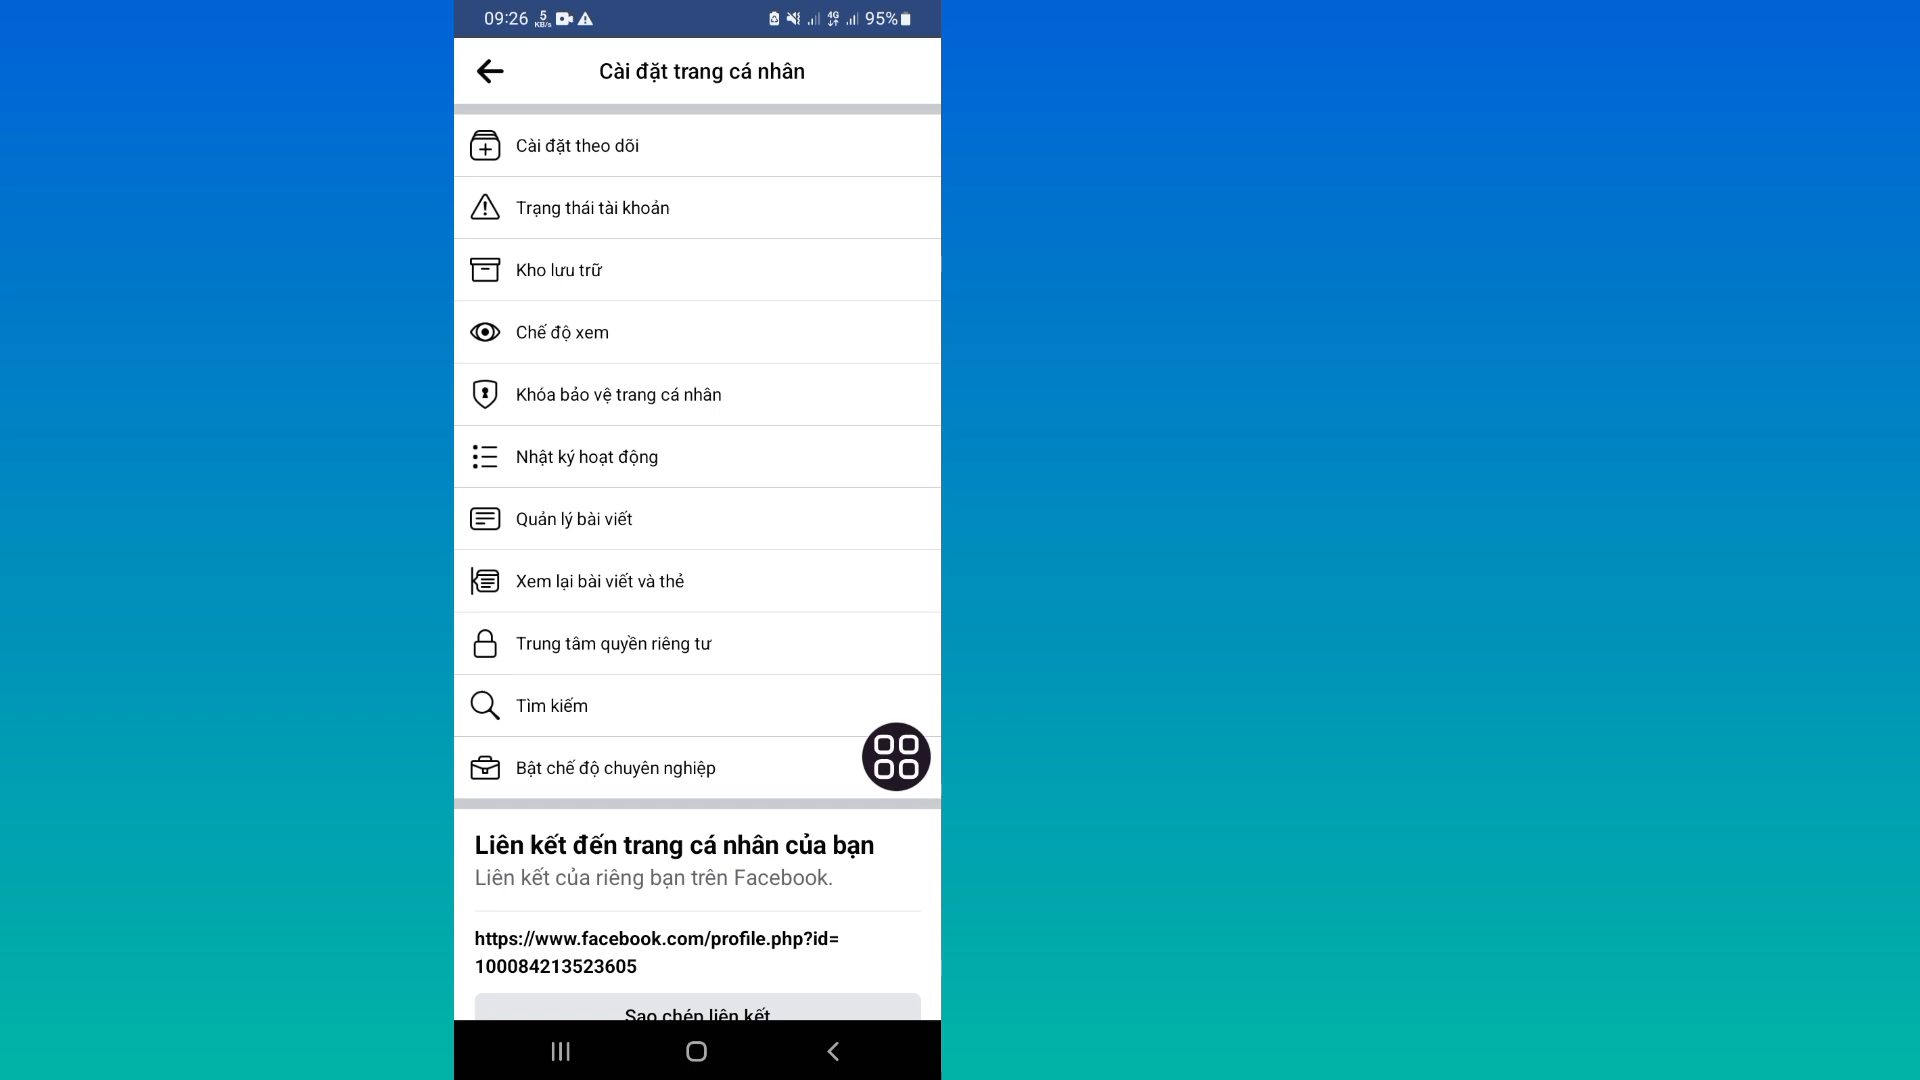 09:26 5 KB/s 4G 95%
Cài đặt trang cá nhân
Cài đặt theo dõi
Trạng thái tài khoản
Kho lưu trữ
Chế độ xem
Khóa bảo vệ trang cá nhân
Nhật ký hoạt động
Quản lý bài viết
Xem lại bài viết và thẻ
Trung tâm quyền riêng tư
Tìm kiếm
Bật chế độ chuyên nghiệp
Liên kết đến trang cá nhân của bạn
Liên kết của riêng bạn trên Facebook.
https://www.facebook.com/profile.php?id=
100084213523605
Sao chép liên kết